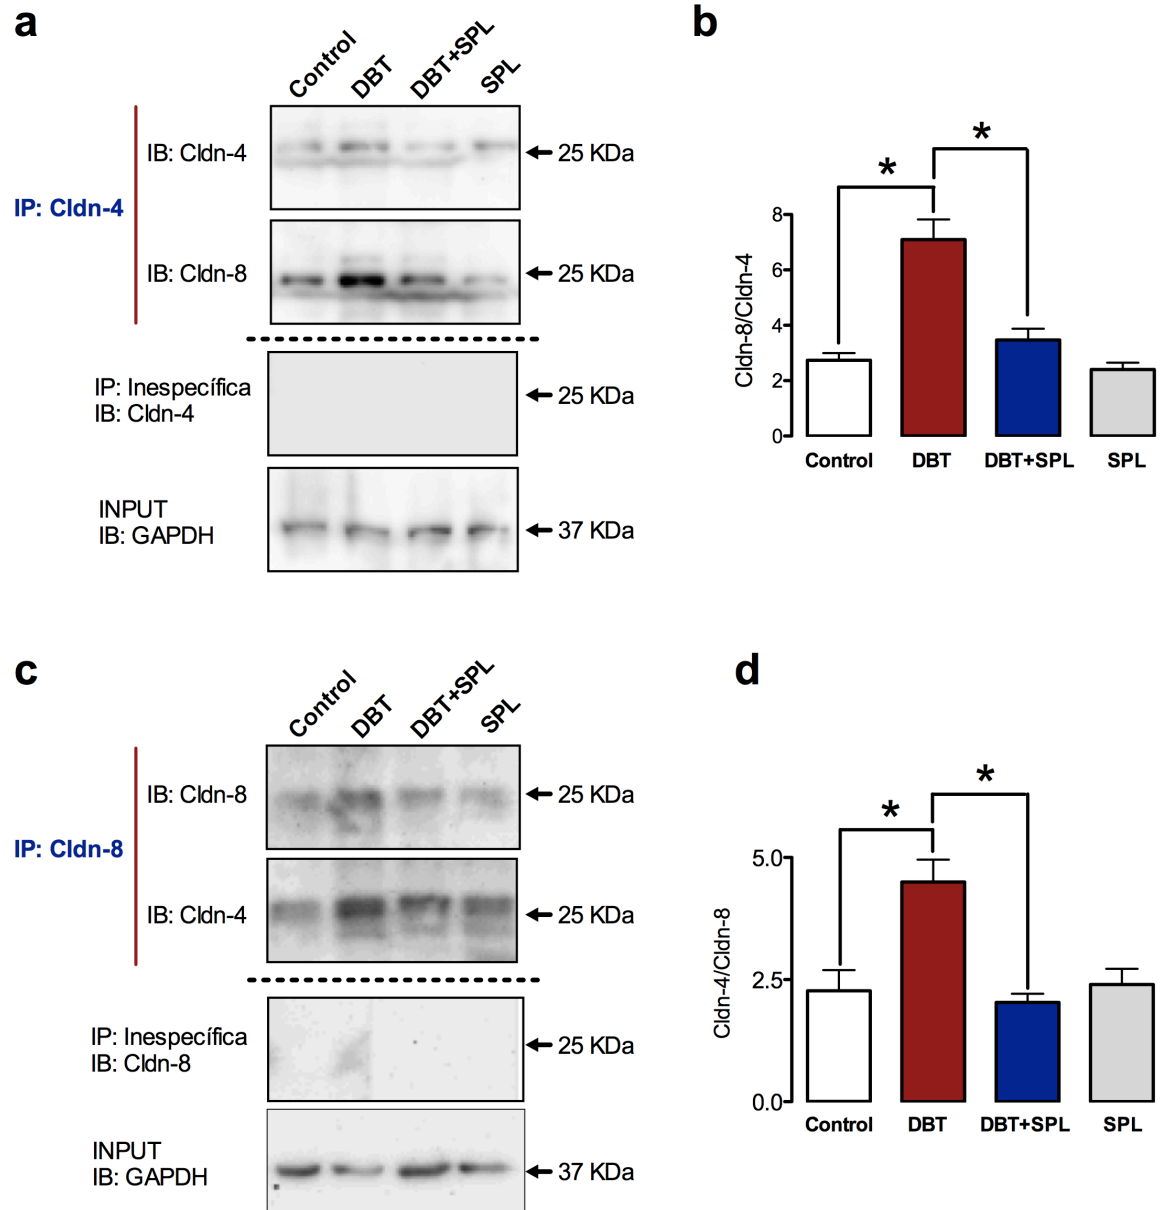 a
Control
DBT
DBT+SPL
SPL
IP: Cldn-4
IB: Cldn-4
25 KDa
IB: Cldn-8
25 KDa
IP: Inespecífica
IB: Cldn-4
25 KDa
INPUT
IB: GAPDH
37 KDa
b
*
*
Cldn-8/Cldn-4
8
6
4
2
0
Control
DBT
DBT+SPL
SPL
c
Control
DBT
DBT+SPL
SPL
IP: Cldn-8
IB: Cldn-8
25 KDa
IB: Cldn-4
25 KDa
IP: Inespecífica
IB: Cldn-8
25 KDa
INPUT
IB: GAPDH
37 KDa
d
*
*
Cldn-4/Cldn-8
5.0
2.5
0.0
Control
DBT
DBT+SPL
SPL